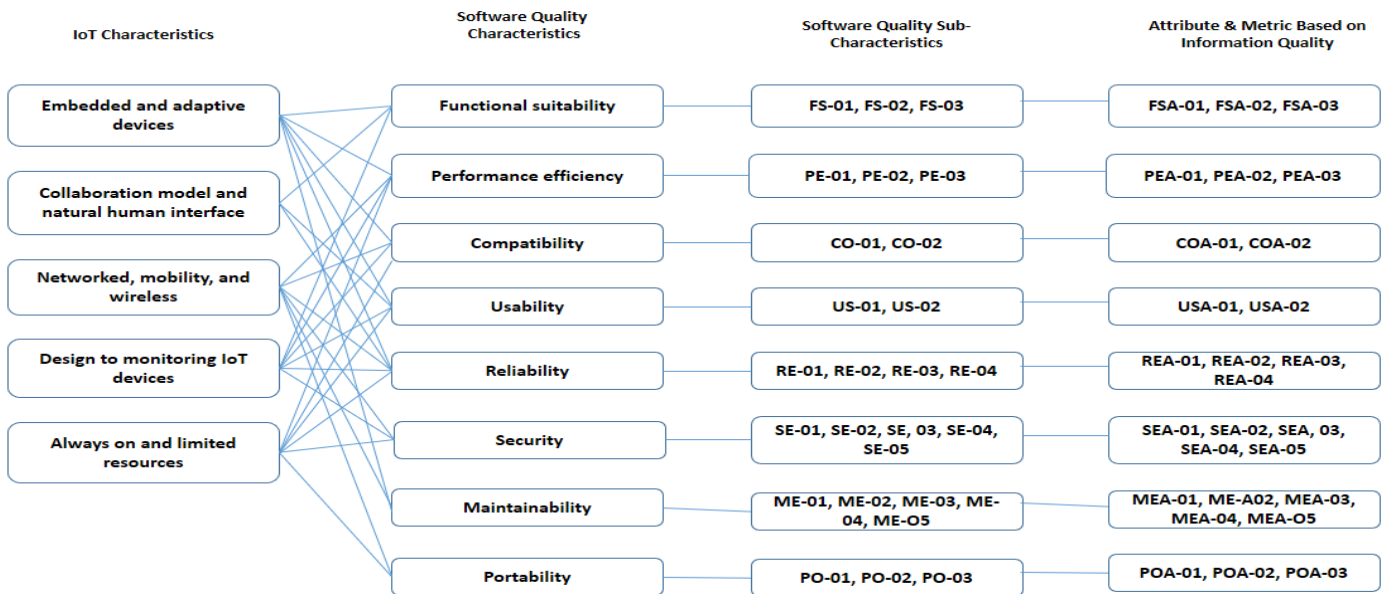 IoT Characteristics
Software Quality
Characteristics
Software Quality Sub-
Characteristics
Attribute & Metric Based on
Information Quality
Embedded and adaptive
devices
Functional suitability
FS-01, FS-02, FS-03
FSA-01, FSA-02, FSA-03
Collaboration model and
natural human interface
Performance efficiency
PE-01, PE-02, PE-03
PEA-01, PEA-02, PEA-03
Compatibility
CO-01, CO-02
COA-01, COA-02
Networked, mobility, and
wireless
Usability
US-01, US-02
USA-01, USA-02
Design to monitoring IoT
devices
Reliability
RE-01, RE-02, RE-03, RE-04
REA-01, REA-02, REA-03,
REA-04
Always on and limited
resources
Security
SE-01, SE-02, SE, 03, SE-04,
SE-05
SEA-01, SEA-02, SEA, 03,
SEA-04, SEA-05
Maintainability
ME-01, ME-02, ME-03, ME-
04, ME-O5
MEA-01, ME-A02, MEA-03,
MEA-04, MEA-O5
Portability
PO-01, PO-02, PO-03
POA-01, POA-02, POA-03